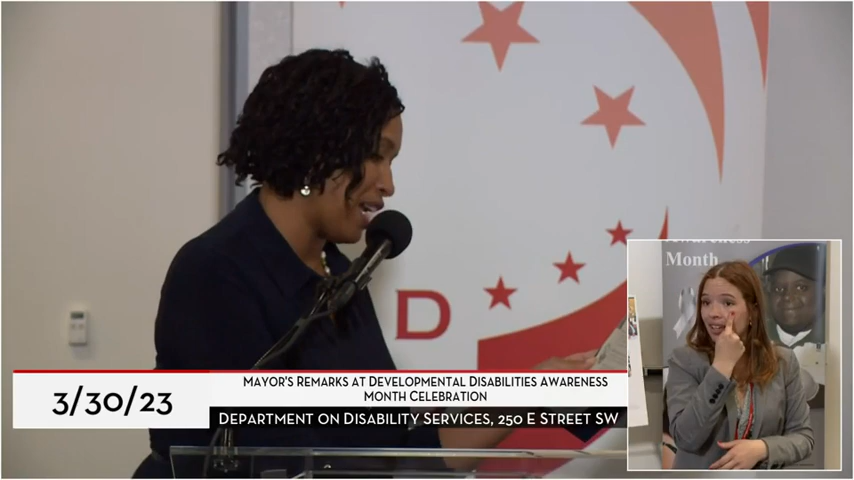 D
Awareness
Month
3/30/23
Mayor's Remarks at Developmental Disabilities Awareness
Month Celebration
Department on Disability Services, 250 E Street SW